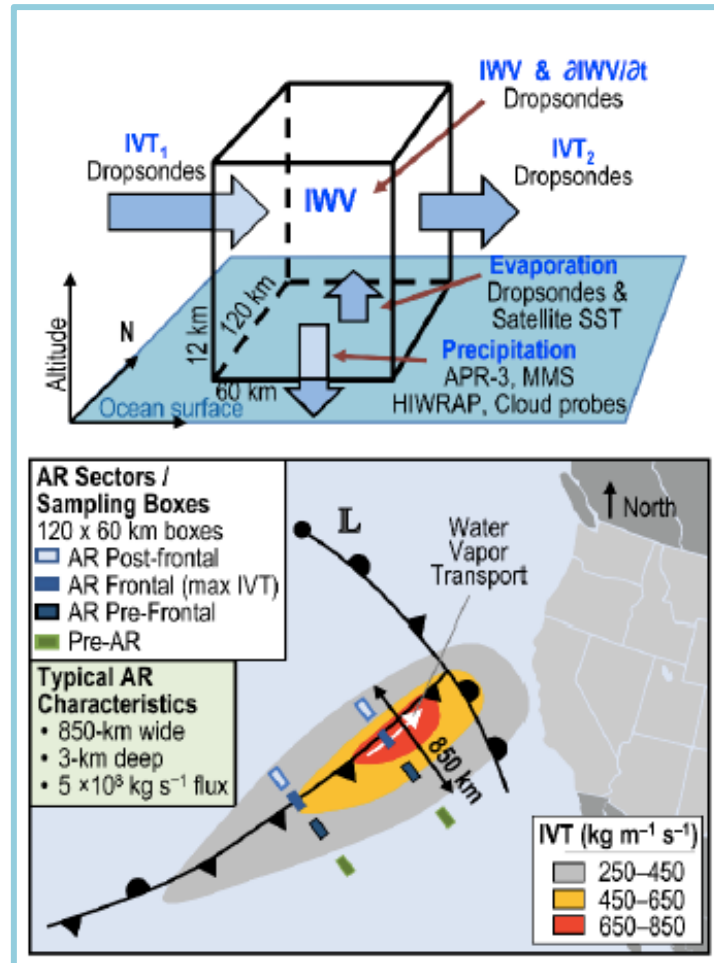 IWV & ∂IWV/∂t
Dropsondes
IVT₁
Dropsondes
IVT₂
Dropsondes
IWV
Evaporation
Dropsondes &
Satellite SST
Precipitation
APR-3, MMS
HIWRAP, Cloud probes
Altitude
N
12 km
120 km
60 km
Ocean surface
AR Sectors /
Sampling Boxes
120 x 60 km boxes
AR Post-frontal
AR Frontal (max IVT)
AR Pre-Frontal
Pre-AR
Typical AR
Characteristics
• 850-km wide
• 3-km deep
• 5 ×10⁸ kg s⁻¹ flux
L
Water
Vapor
Transport
North
850 km
IVT (kg m⁻¹ s⁻¹)
250–450
450–650
650–850